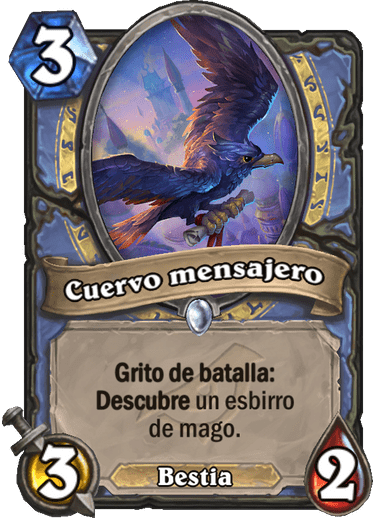 3
Cuervo mensajero
Grito de batalla:
Descubre un esbirro
de mago.
3
Bestia
2